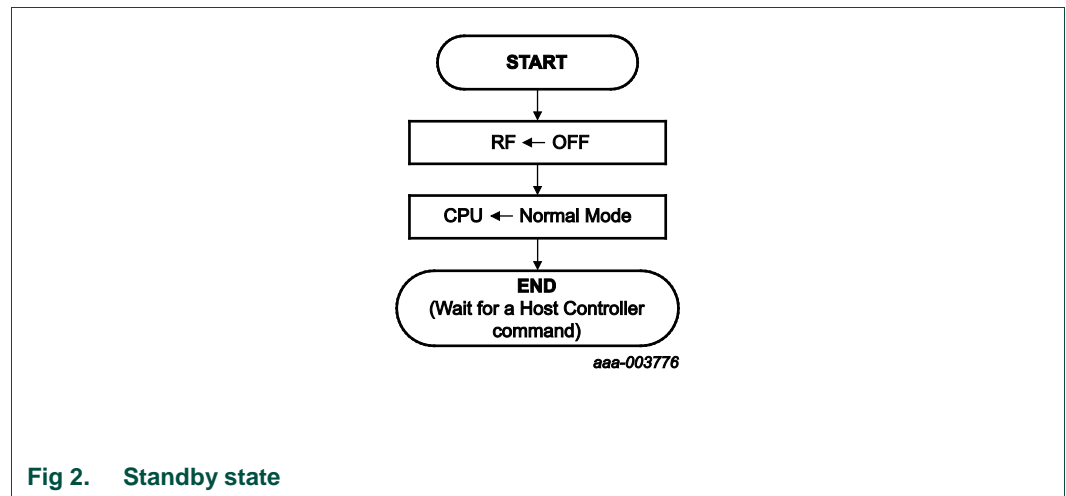 START
RF ← OFF
CPU ← Normal Mode
END
(Wait for a Host Controller
command)
aaa-003776
Fig 2. Standby state